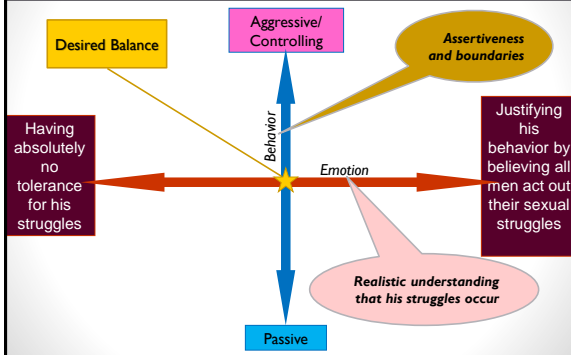 Desired Balance
Aggressive/
Controlling
Assertiveness
and boundaries
Having
absolutely
no
tolerance
for his
struggles
Behavior
Emotion
Justifying
his
behavior by
believing all
men act out
their sexual
struggles
Realistic understanding
that his struggles occur
Passive